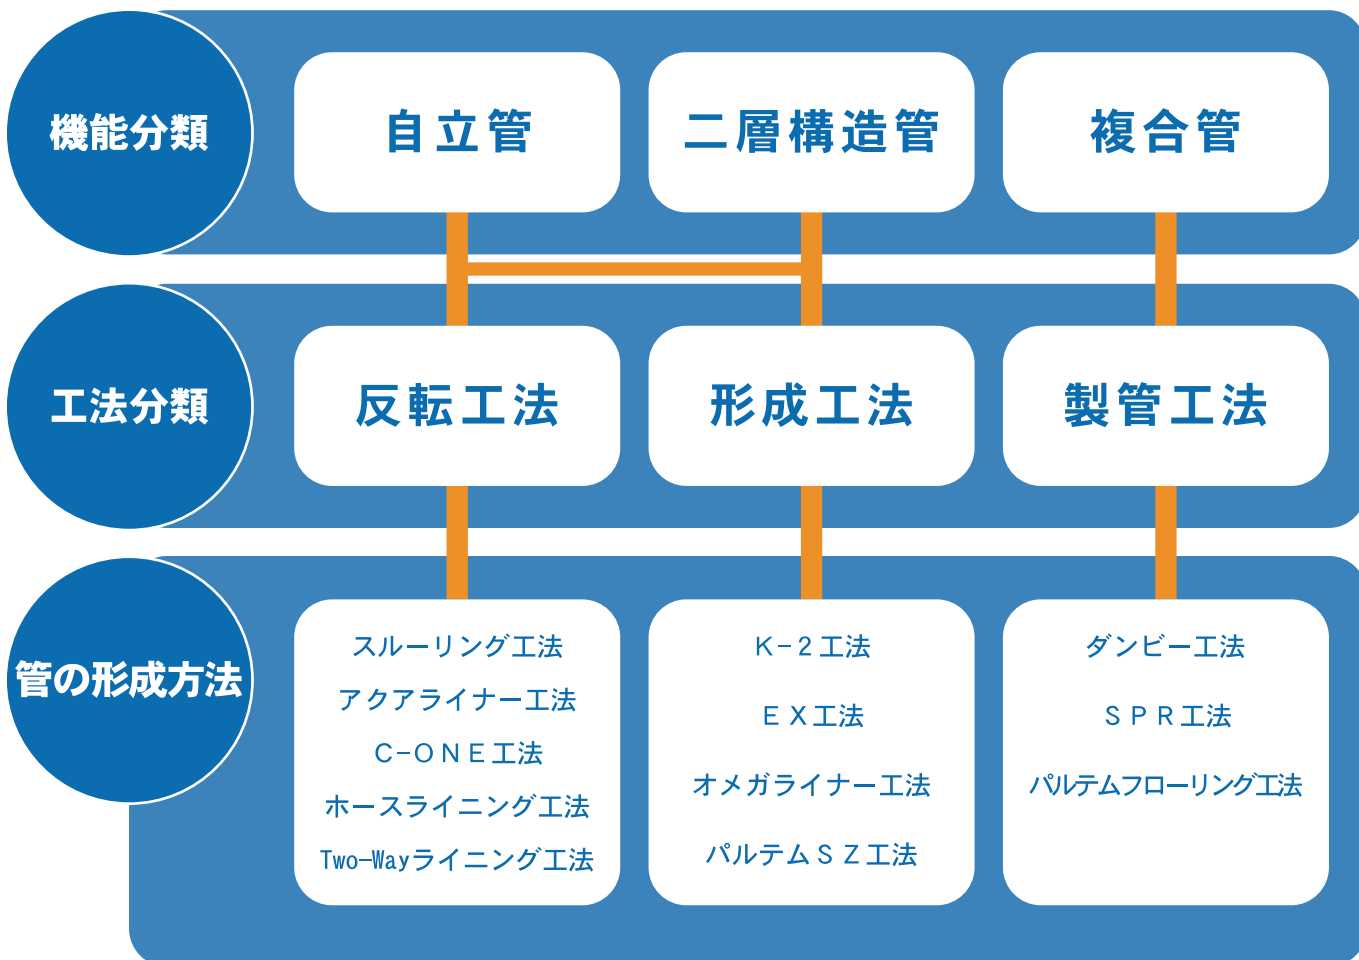 機能分類
自立管
二層構造管
複合管
工法分類
反転工法
形成工法
製管工法
管の形成方法
スルーリング工法
アクアライナー工法
C-ONE工法
ホースライニング工法
Two-Wayライニング工法
K-2工法
EX工法
オメガライナー工法
パルテムSZ工法
ダンビー工法
SPR工法
パルテムフローリング工法